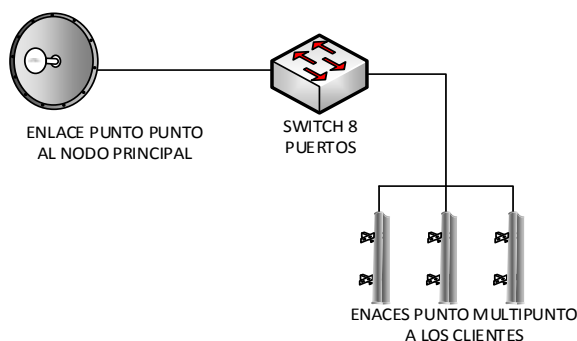 ENLACE PUNTO PUNTO
AL NODO PRINCIPAL
SWITCH 8
PUERTOS
ENACES PUNTO MULTIPUNTO
A LOS CLIENTES